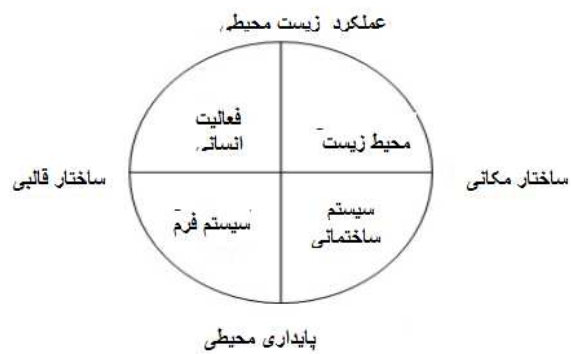 عملکرد زیست محیطی
فعالیت
انسانی
محیط زیست
ساختار قالبی
ساختار مکانی
سیستم
ساختمانی
سیستم فرم
پایداری محیطی